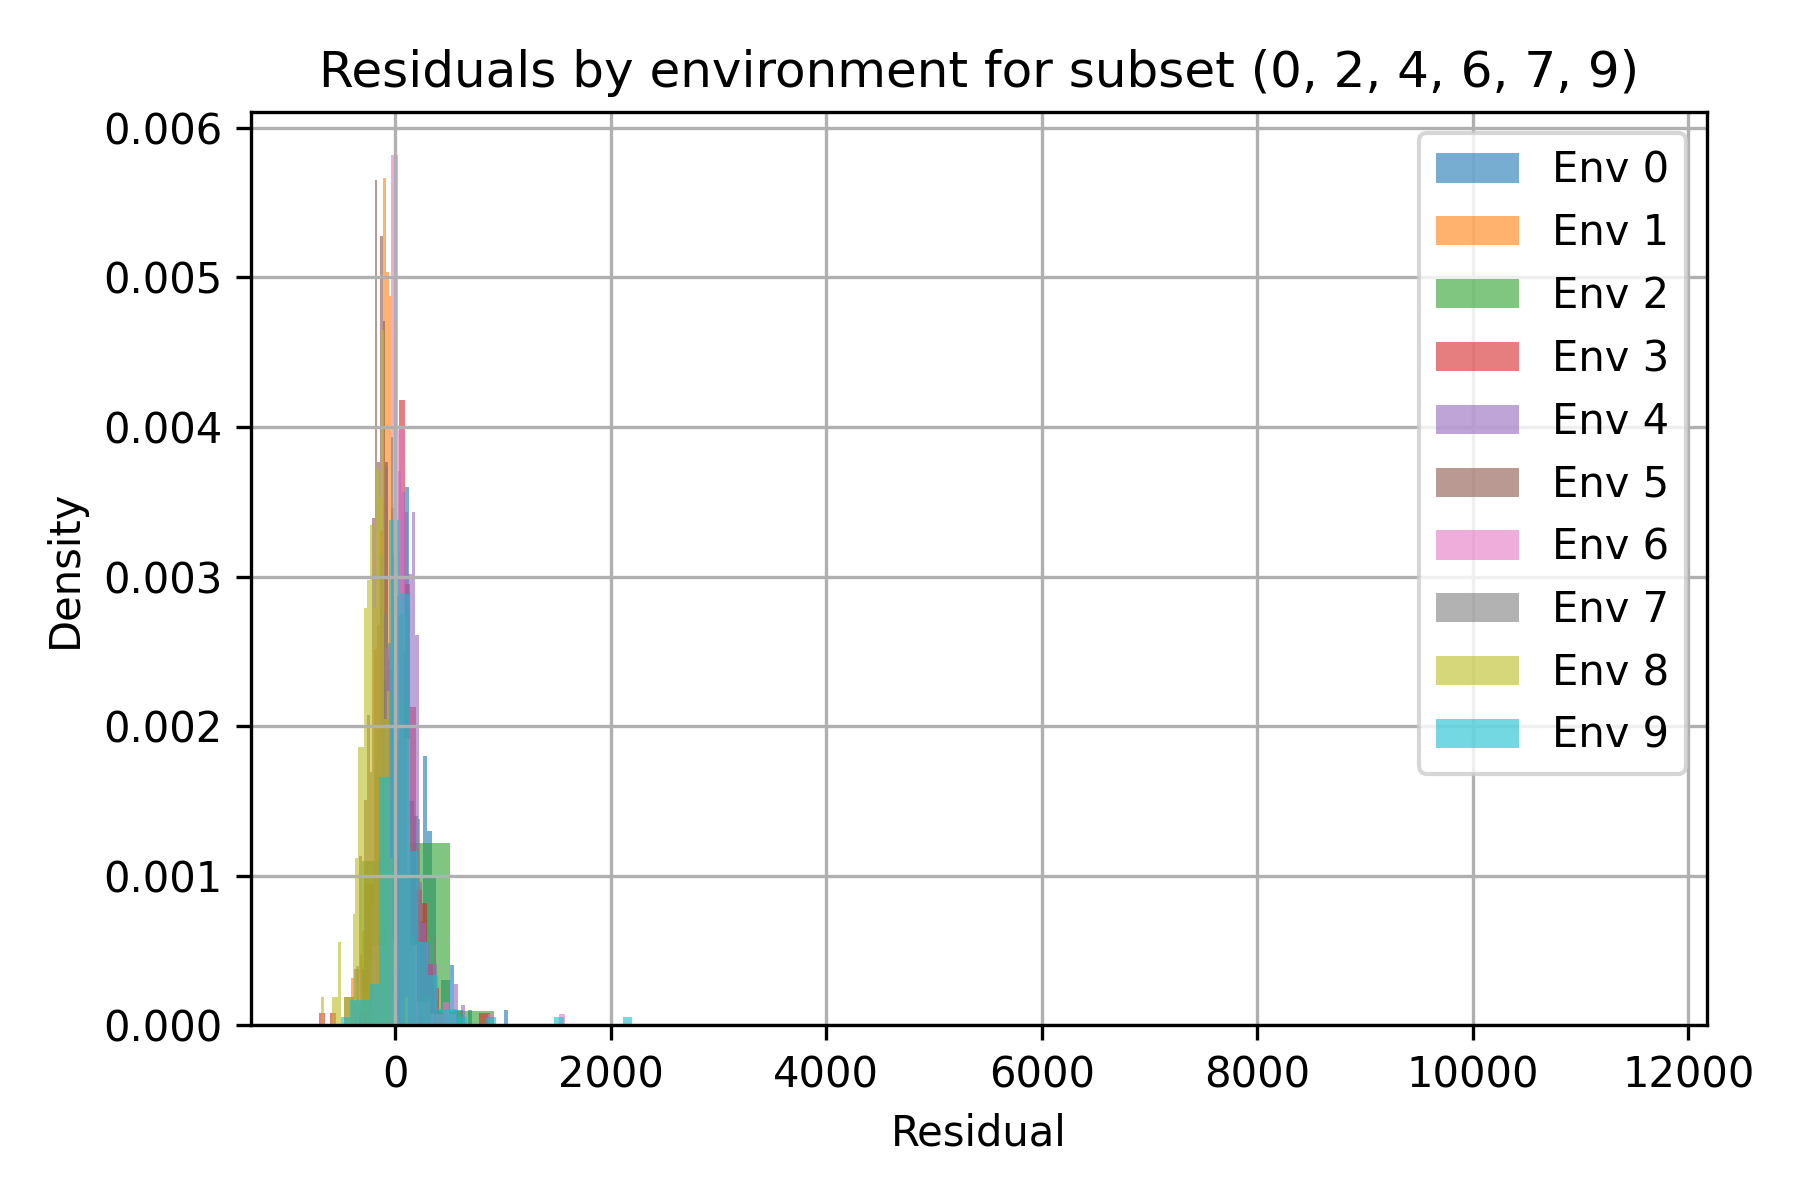 Residuals by environment for subset (0, 2, 4, 6, 7, 9)
0.006
0.005
0.004
0.003
0.002
0.001
0.000
Density
Env 0
Env 1
Env 2
Env 3
Env 4
Env 5
Env 6
Env 7
Env 8
Env 9
0 2000 4000 6000 8000 10000 12000
Residual